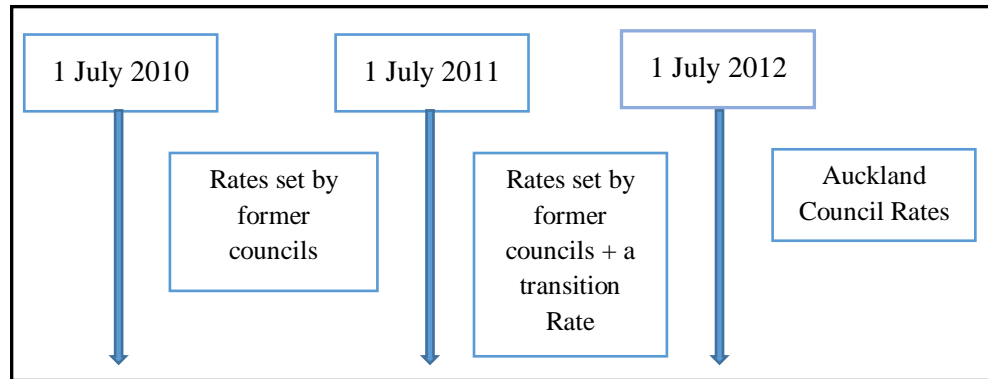 1 July 2010
1 July 2011
1 July 2012
Rates set by
former
councils
Rates set by
former
councils + a
transition
Rate
Auckland
Council Rates